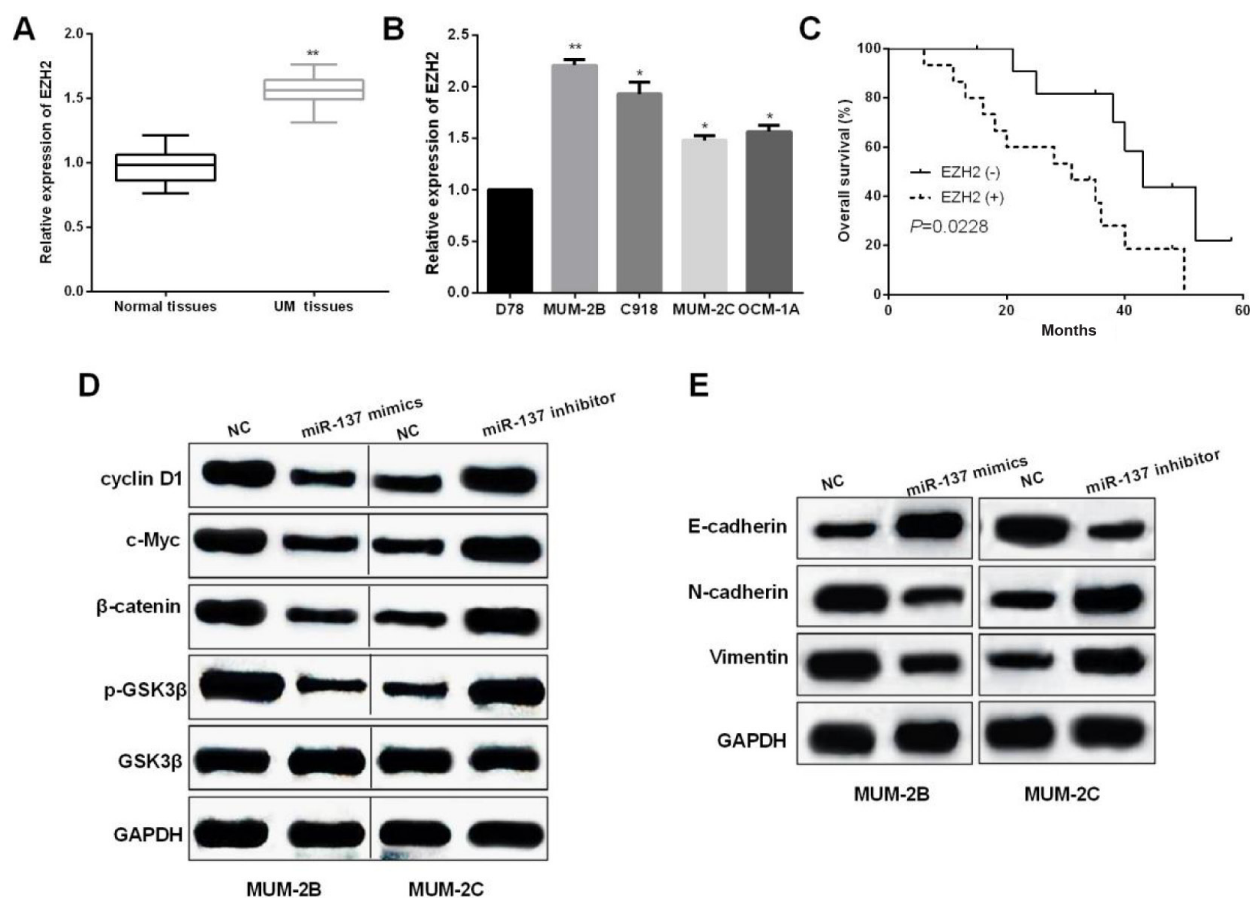 A
Relative expression of EZH2
2.0
1.5
1.0
0.5
0.0
**
Normal tissues
UM tissues
B
Relative expression of EZH2
2.5
2.0
1.5
1.0
0.5
0.0
**
*
*
*
D78
MUM-2B
C918
MUM-2C
OCM-1A
C
Overall survival (%)
100
80
60
40
20
0
EZH2 (-)
EZH2 (+)
P=0.0228
0
20
40
60
Months
D
NC
miR-137 mimics
NC
miR-137 inhibitor
cyclin D1
c-Myc
β-catenin
p-GSK3β
GSK3β
GAPDH
MUM-2B
MUM-2C
E
NC
miR-137 mimics
NC
miR-137 inhibitor
E-cadherin
N-cadherin
Vimentin
GAPDH
MUM-2B
MUM-2C